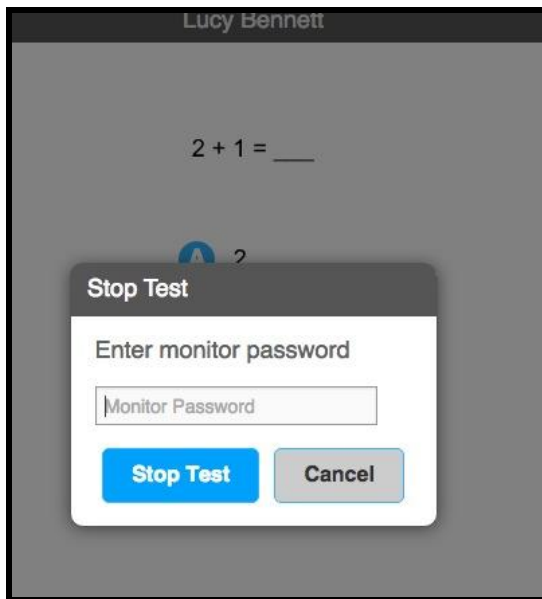 Lucy Bennett
2 + 1 = ___
A 2
Stop Test
Enter monitor password
Monitor Password
Stop Test Cancel